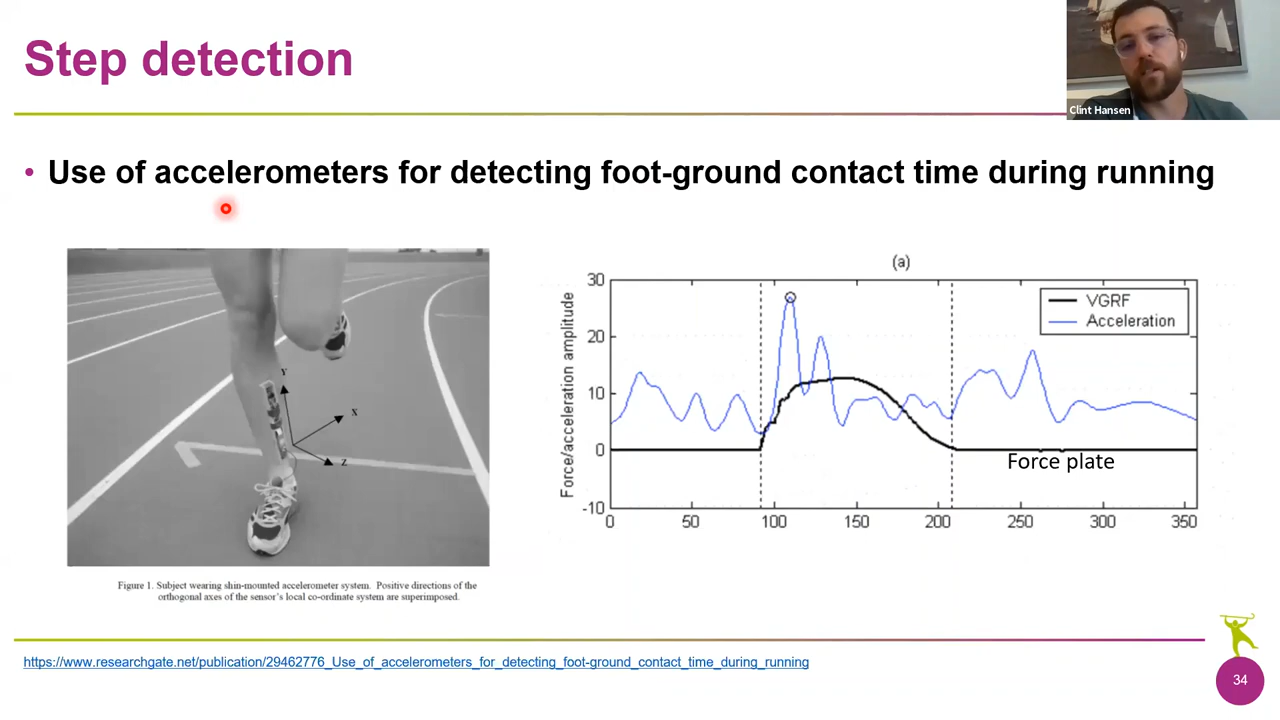 Step detection
Clint Hansen
• Use of accelerometers for detecting foot-ground contact time during running
Y
X
Z
Figure 1. Subject wearing shin-mounted accelerometer system. Positive directions of the
orthogonal axes of the sensor's local co-ordinate system are superimposed.
(a)
Force/acceleration amplitude
30
20
10
0
-10
VGRF
Acceleration
Force plate
0 50 100 150 200 250 300 350
https://www.researchgate.net/publication/29462776_Use_of_accelerometers_for_detecting_foot-ground_contact_time_during_running
34